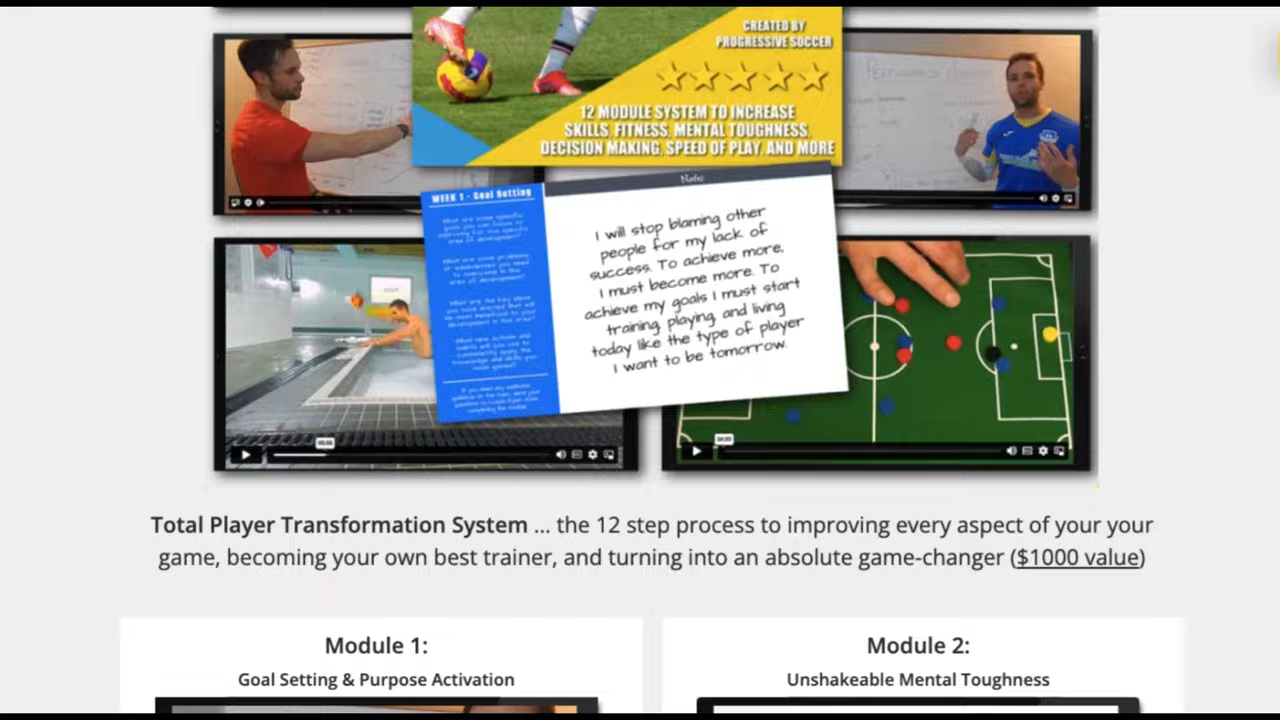 CREATED BY
PROGRESSIVE SOCCER
12 MODULE SYSTEM TO INCREASE
SKILLS, FITNESS, MENTAL TOUGHNESS,
DECISION MAKING, SPEED OF PLAY, AND MORE
WEEK 1 - Goal Setting
Notes
I will stop blaming other
people for my lack of
success. To achieve more,
I must become more. To
achieve my goals I must start
training, playing, and living
today like the type of player
I want to be tomorrow.
Total Player Transformation System ... the 12 step process to improving every aspect of your your
game, becoming your own best trainer, and turning into an absolute game-changer ($1000 value)
Module 1:
Goal Setting & Purpose Activation
Module 2:
Unshakeable Mental Toughness